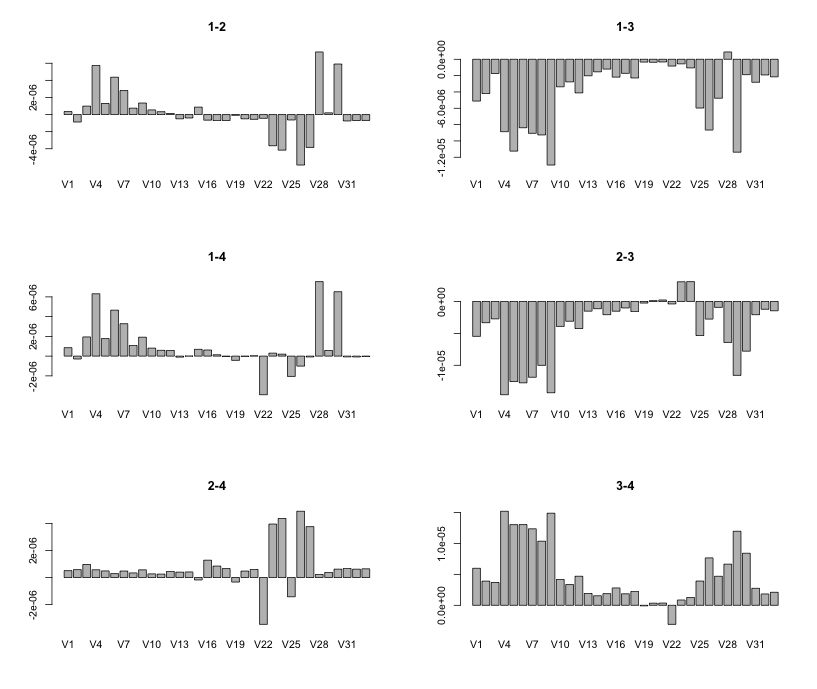 1-2
2e-06
-4e-06
V1 V4 V7 V10 V13 V16 V19 V22 V25 V28 V31
1-3
0.0e+00
-6.0e-06
-1.2e-05
V1 V4 V7 V10 V13 V16 V19 V22 V25 V28 V31
1-4
6e-06
2e-06
-2e-06
V1 V4 V7 V10 V13 V16 V19 V22 V25 V28 V31
2-3
0e+00
-1e-05
V1 V4 V7 V10 V13 V16 V19 V22 V25 V28 V31
2-4
2e-06
-2e-06
V1 V4 V7 V10 V13 V16 V19 V22 V25 V28 V31
3-4
1.0e-05
0.0e+00
V1 V4 V7 V10 V13 V16 V19 V22 V25 V28 V31